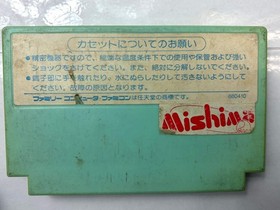 カセットについてのお願い
●精密機器ですので、極端な温度条件下での使用や保管および強い
ショックをさけてください。また、絶対に分解しないでください。
●端子部に手で触れたり、水にぬらしたりして汚さないようにして
ください。故障の原因となります。
ファミリーコンピュータ・ファミコンは任天堂の商標です。
Mishima